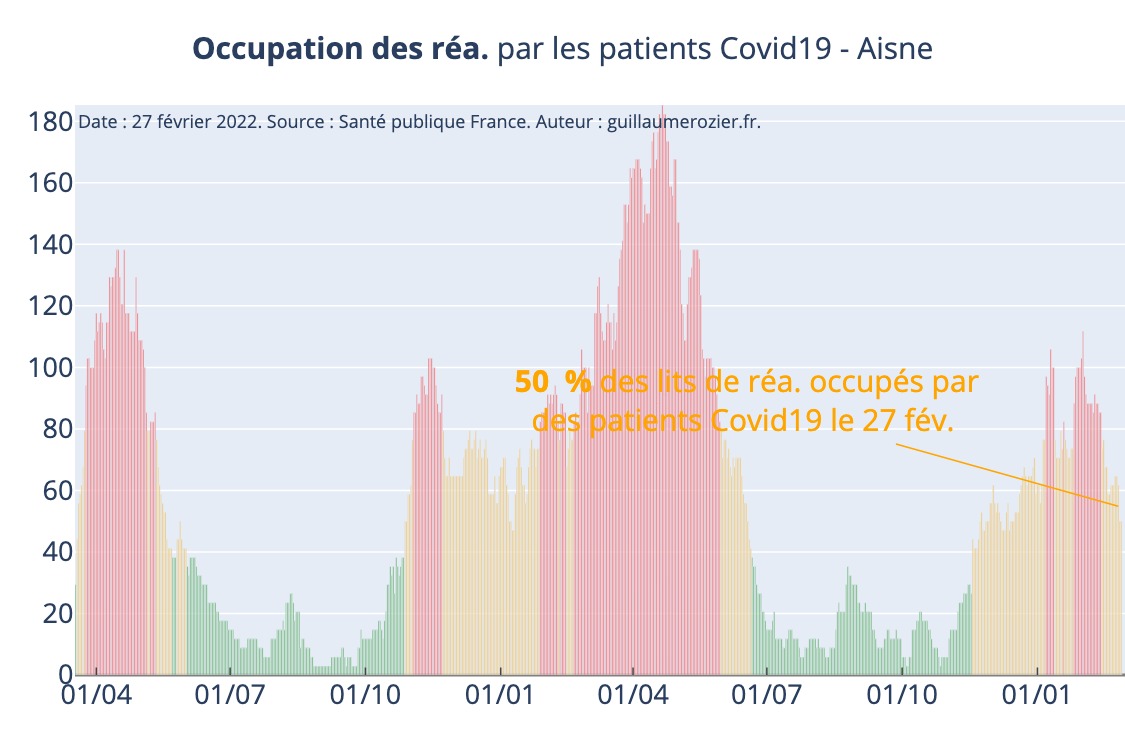 Occupation des réa. par les patients Covid19 - Aisne
180
Date : 27 février 2022. Source : Santé publique France. Auteur : guillaumerozier.fr.
160
140
120
100
50 % des lits de réa. occupés par
des patients Covid19 le 27 fév.
80
60
40
20
0
01/04 01/07 01/10 01/01 01/04 01/07 01/10 01/01